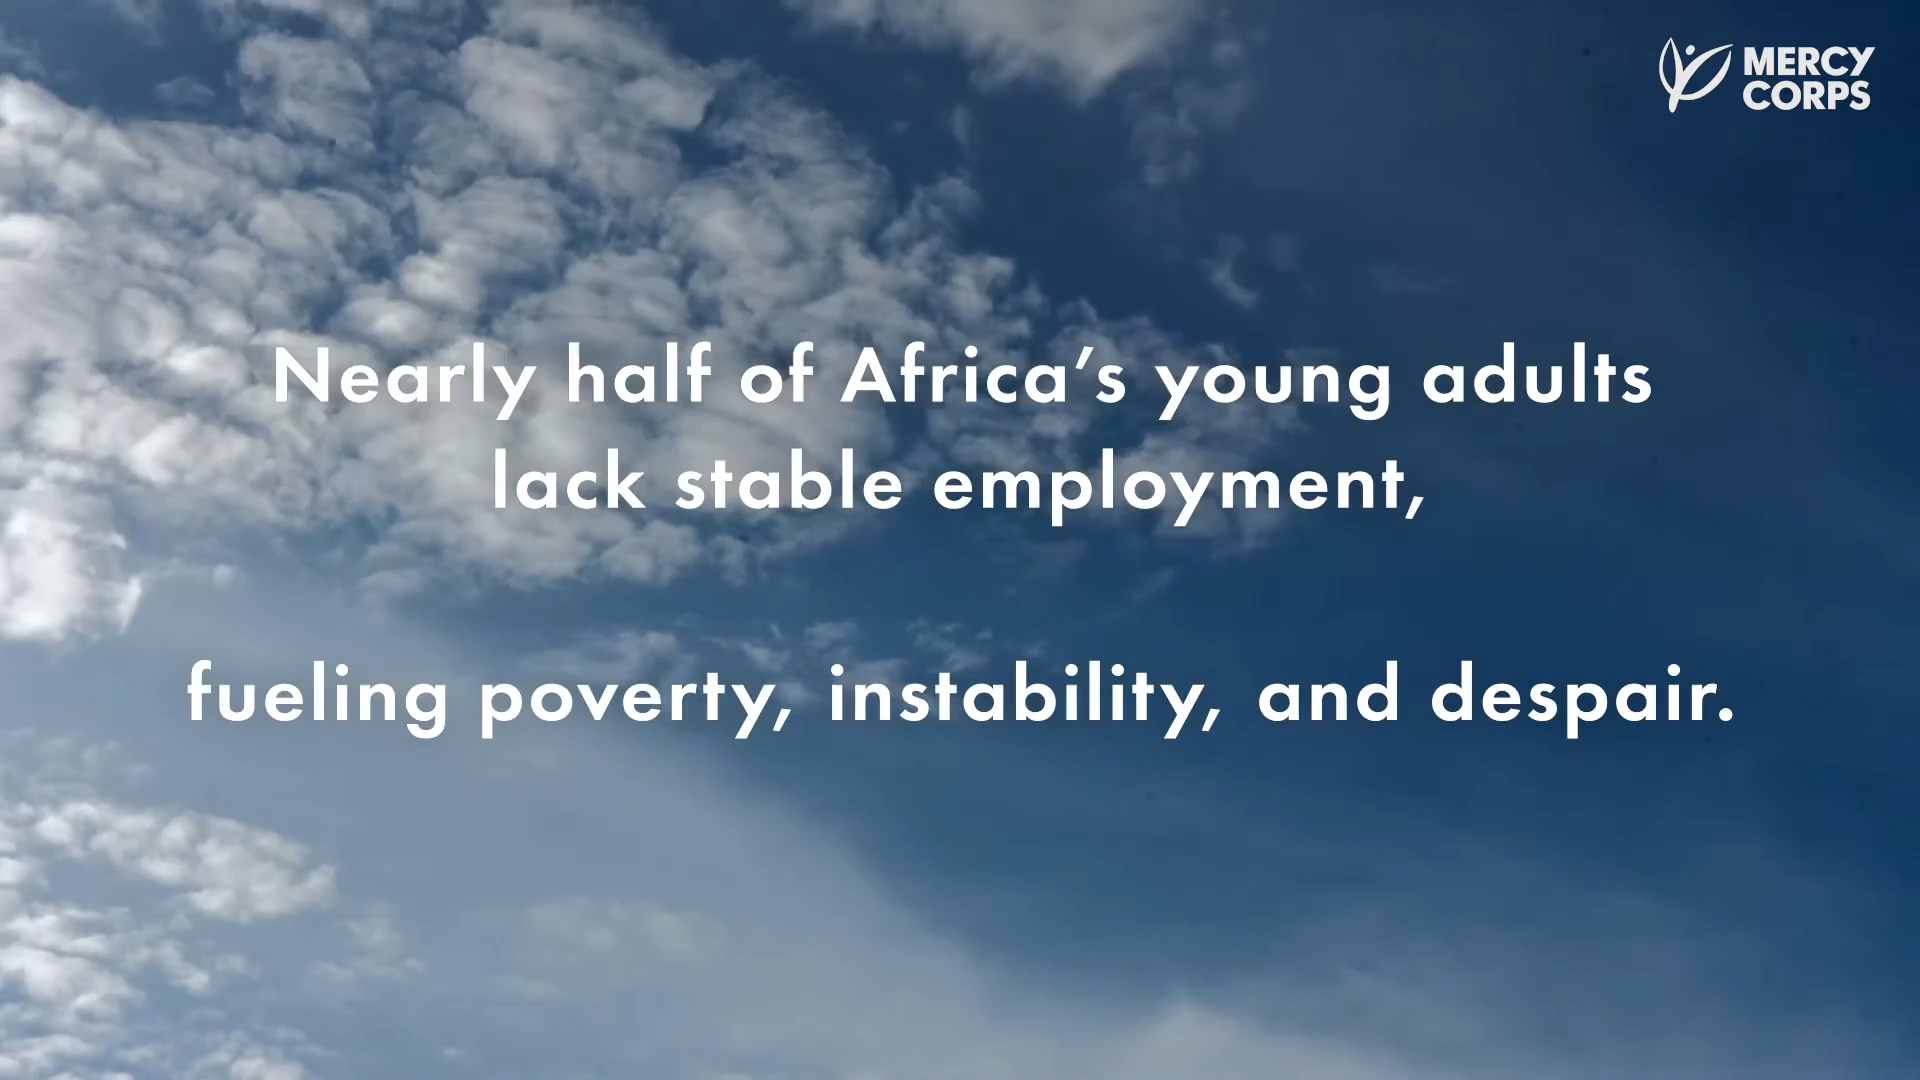 MERCY
CORPS
Nearly half of Africa’s young adults
lack stable employment,
fueling poverty, instability, and despair.